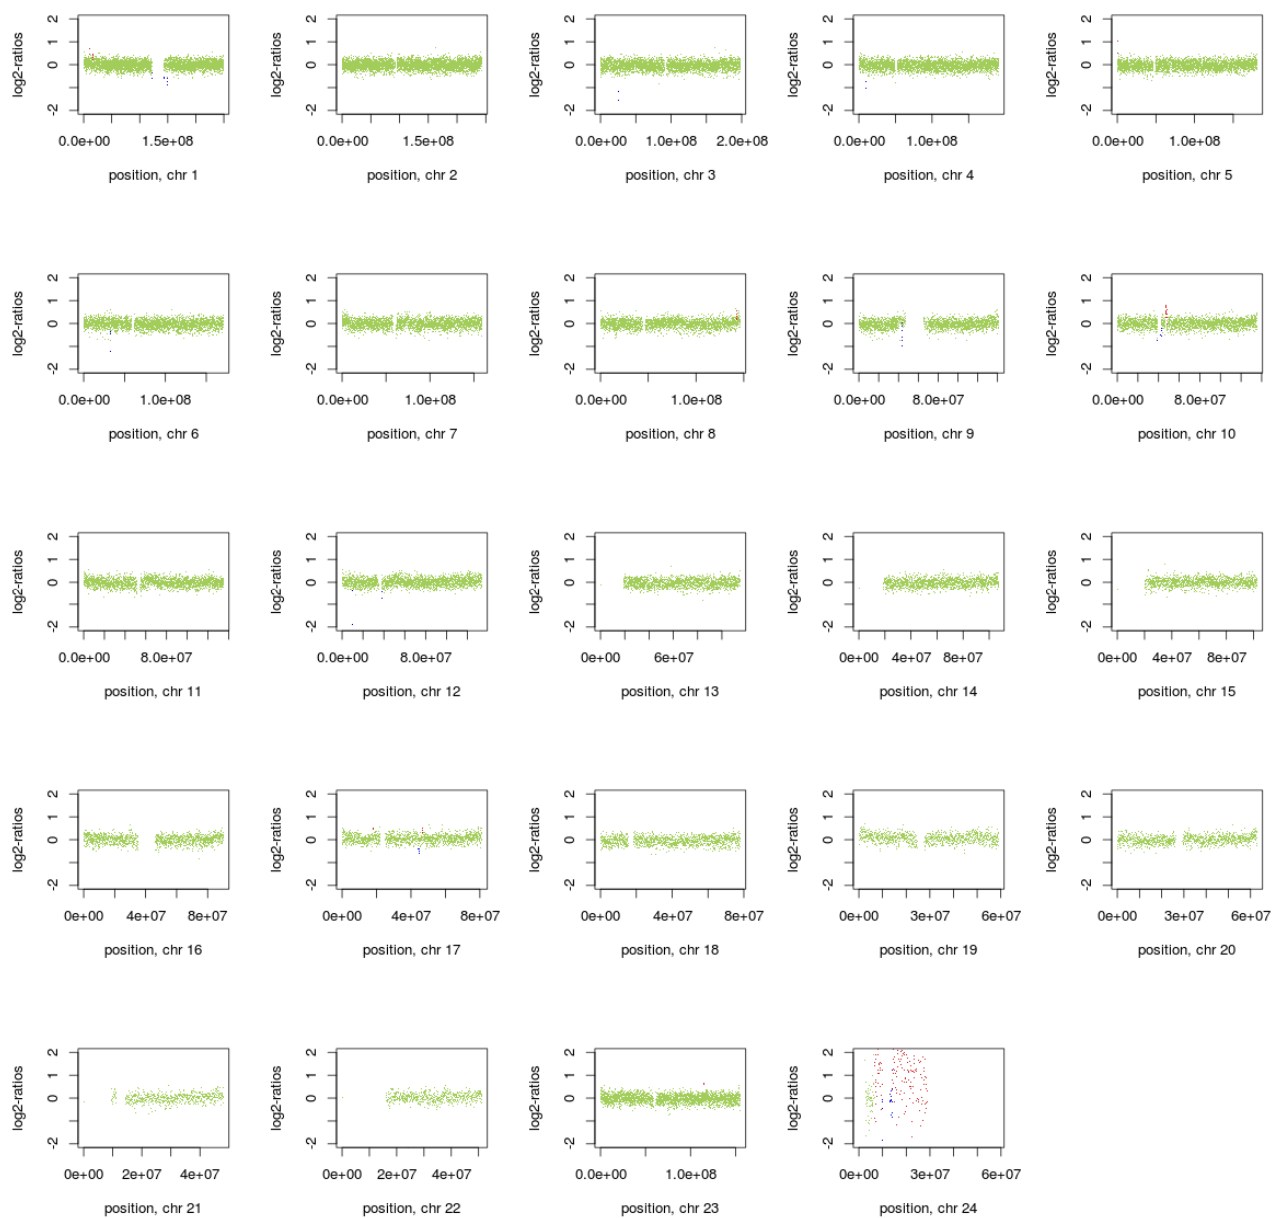 log2-ratios
2
1
0
-2
0.0e+00 1.5e+08
position, chr 1
log2-ratios
2
1
0
-2
0.0e+00 1.5e+08
position, chr 2
log2-ratios
2
1
0
-2
0.0e+00 1.0e+08 2.0e+08
position, chr 3
log2-ratios
2
1
0
-2
0.0e+00 1.0e+08
position, chr 4
log2-ratios
2
1
0
-2
0.0e+00 1.0e+08
position, chr 5
log2-ratios
2
1
0
-2
0.0e+00 1.0e+08
position, chr 6
log2-ratios
2
1
0
-2
0.0e+00 1.0e+08
position, chr 7
log2-ratios
2
1
0
-2
0.0e+00 1.0e+08
position, chr 8
log2-ratios
2
1
0
-2
0.0e+00 8.0e+07
position, chr 9
log2-ratios
2
1
0
-2
0.0e+00 8.0e+07
position, chr 10
log2-ratios
2
1
0
-2
0.0e+00 8.0e+07
position, chr 11
log2-ratios
2
1
0
-2
0.0e+00 8.0e+07
position, chr 12
log2-ratios
2
1
0
-2
0e+00 6e+07
position, chr 13
log2-ratios
2
1
0
-2
0e+00 4e+07 8e+07
position, chr 14
log2-ratios
2
1
0
-2
0e+00 4e+07 8e+07
position, chr 15
log2-ratios
2
1
0
-2
0e+00 4e+07 8e+07
position, chr 16
log2-ratios
2
1
0
-2
0e+00 4e+07 8e+07
position, chr 17
log2-ratios
2
1
0
-2
0e+00 4e+07 8e+07
position, chr 18
log2-ratios
2
1
0
-2
0e+00 3e+07 6e+07
position, chr 19
log2-ratios
2
1
0
-2
0e+00 3e+07 6e+07
position, chr 20
log2-ratios
2
1
0
-2
0e+00 2e+07 4e+07
position, chr 21
log2-ratios
2
1
0
-2
0e+00 2e+07 4e+07
position, chr 22
log2-ratios
2
1
0
-2
0.0e+00 1.0e+08
position, chr 23
log2-ratios
2
1
0
-2
0e+00 3e+07 6e+07
position, chr 24